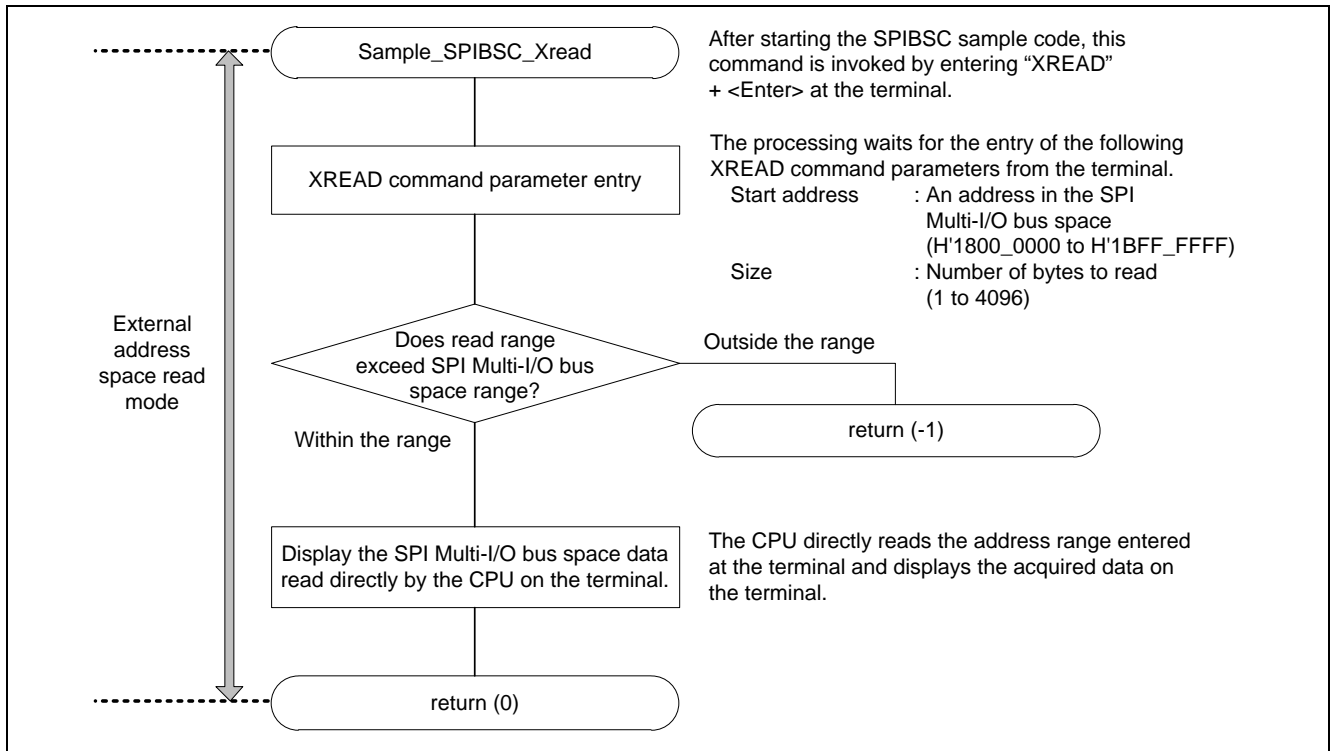 Sample_SPIBSC_Xread
After starting the SPIBSC sample code, this
command is invoked by entering “XREAD”
+ <Enter> at the terminal.
XREAD command parameter entry
The processing waits for the entry of the following
XREAD command parameters from the terminal.
Start address : An address in the SPI
Multi-I/O bus space
(H'1800_0000 to H'1BFF_FFFF)
Size : Number of bytes to read
(1 to 4096)
External
address
space read
mode
Does read range
exceed SPI Multi-I/O bus
space range?
Outside the range
return (-1)
Within the range
Display the SPI Multi-I/O bus space data
read directly by the CPU on the terminal.
The CPU directly reads the address range entered
at the terminal and displays the acquired data on
the terminal.
return (0)